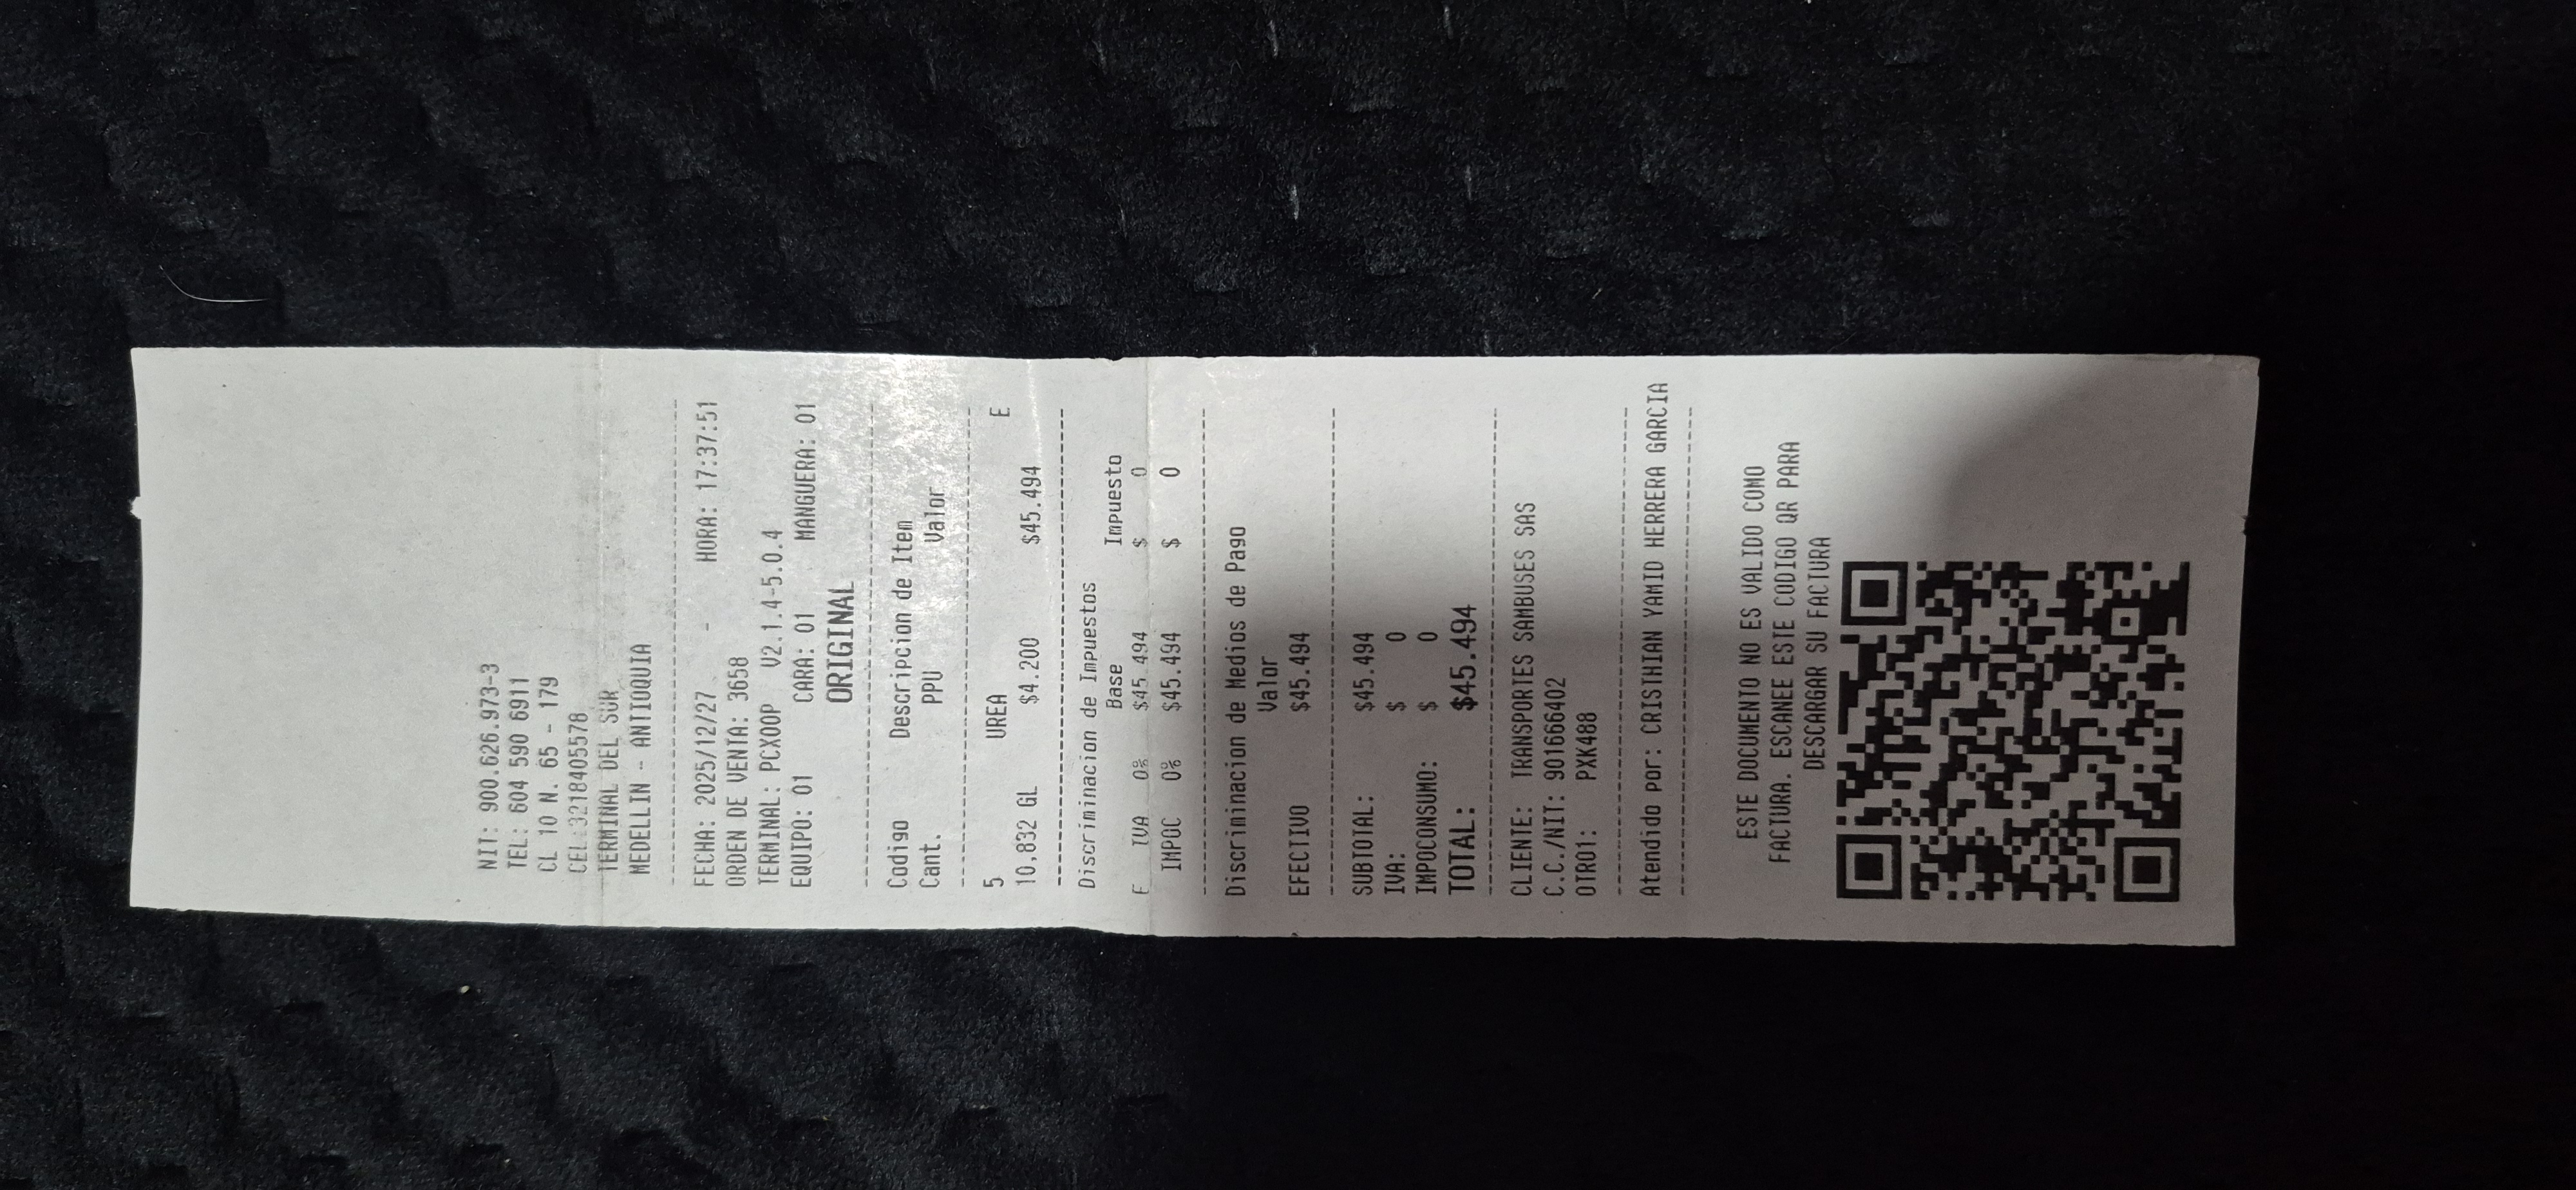 NIT: 900.626.973-3
TEL: 604 590 6911
CL 10 N. 65 - 179
CEL:3218405578
TERMINAL DEL SUR
MEDELLIN - ANTIOQUIA
FECHA: 2025/12/27 - HORA: 17:37:51
ORDEN DE VENTA: 3658
TERMINAL: PCX00P V2.1.4-5.0.4
EQUIPO: 01 CARA: 01 MANGUERA: 01
ORIGINAL
Codigo Descripcion de Item
Cant. PPU Valor
5 UREA E
10,832 GL $4.200 $45.494
Discriminacion de Impuestos
Base Impuesto
E IVA 0% $45.494 $ 0
IMPOC 0% $45.494 $ 0
Discriminacion de Medios de Pago
Valor
EFECTIVO $45.494
SUBTOTAL: $45.494
IVA: $ 0
IMPOCONSUMO: $ 0
TOTAL: $45.494
CLIENTE: TRANSPORTES SAMBUSES SAS
C.C./NIT: 901666402
OTRO1: PXK488
Atendido por: CRISTHIAN YAMID HERRERA GARCIA
ESTE DOCUMENTO NO ES VALIDO COMO
FACTURA. ESCANEE ESTE CODIGO QR PARA
DESCARGAR SU FACTURA